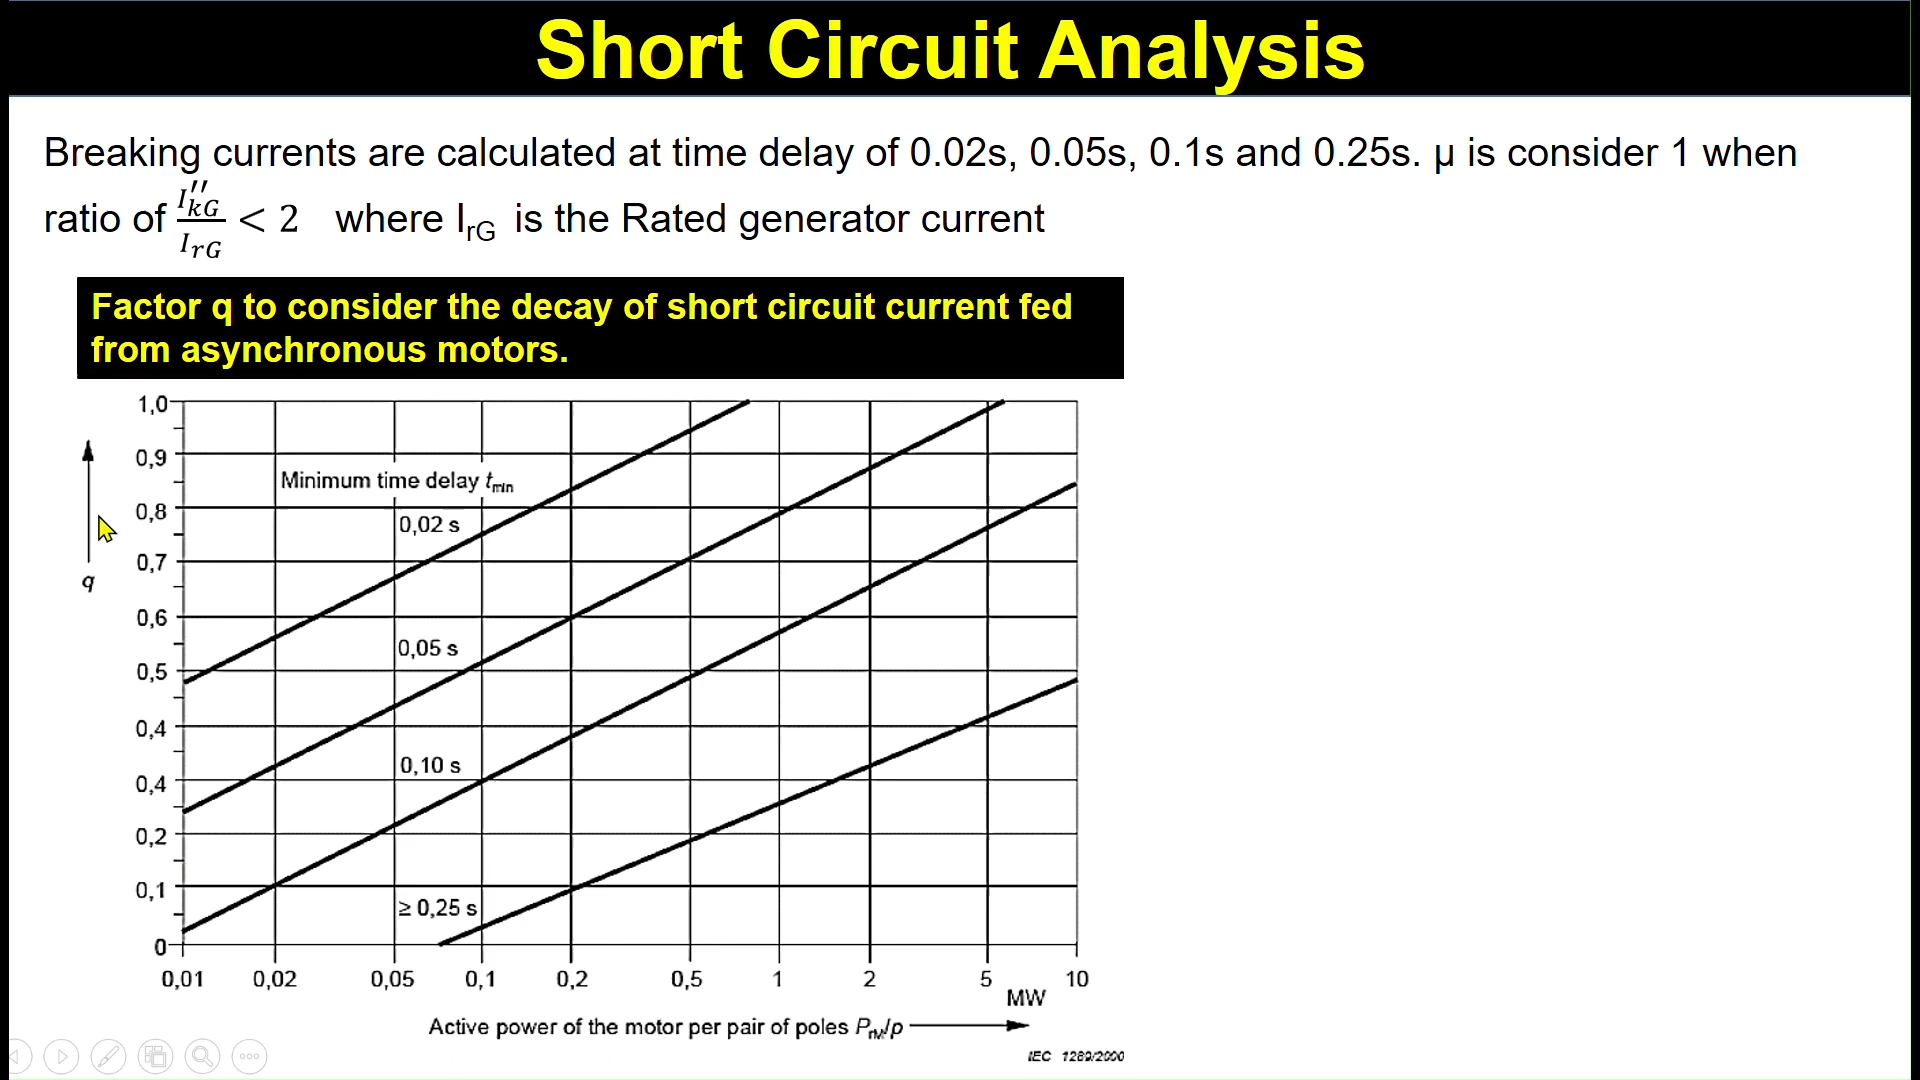 Short Circuit Analysis
Breaking currents are calculated at time delay of 0.02s, 0.05s, 0.1s and 0.25s. μ is consider 1 when
ratio of I''kG / IrG < 2 where IrG is the Rated generator current
Factor q to consider the decay of short circuit current fed
from asynchronous motors.
1,0
0,9
Minimum time delay tmin
0,8
0,02 s
0,7
q
0,6
0,05 s
0,5
0,4
0,10 s
0,4
0,2
0,1
≥ 0,25 s
0
0,01 0,02 0,05 0,1 0,2 0,5 1 2 5 10
MW
Active power of the motor per pair of poles PrM/p
IEC 1289/2000